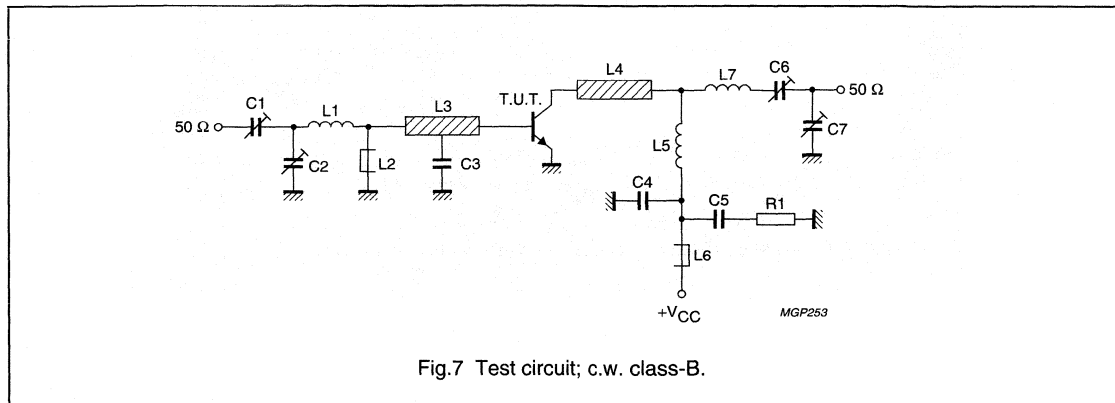 50 Ω
C1
C2
L1
L2
L3
C3
T.U.T.
L4
L5
L7
C6
50 Ω
C7
C4
C5
R1
L6
+VCC
MGP253
Fig.7 Test circuit; c.w. class-B.